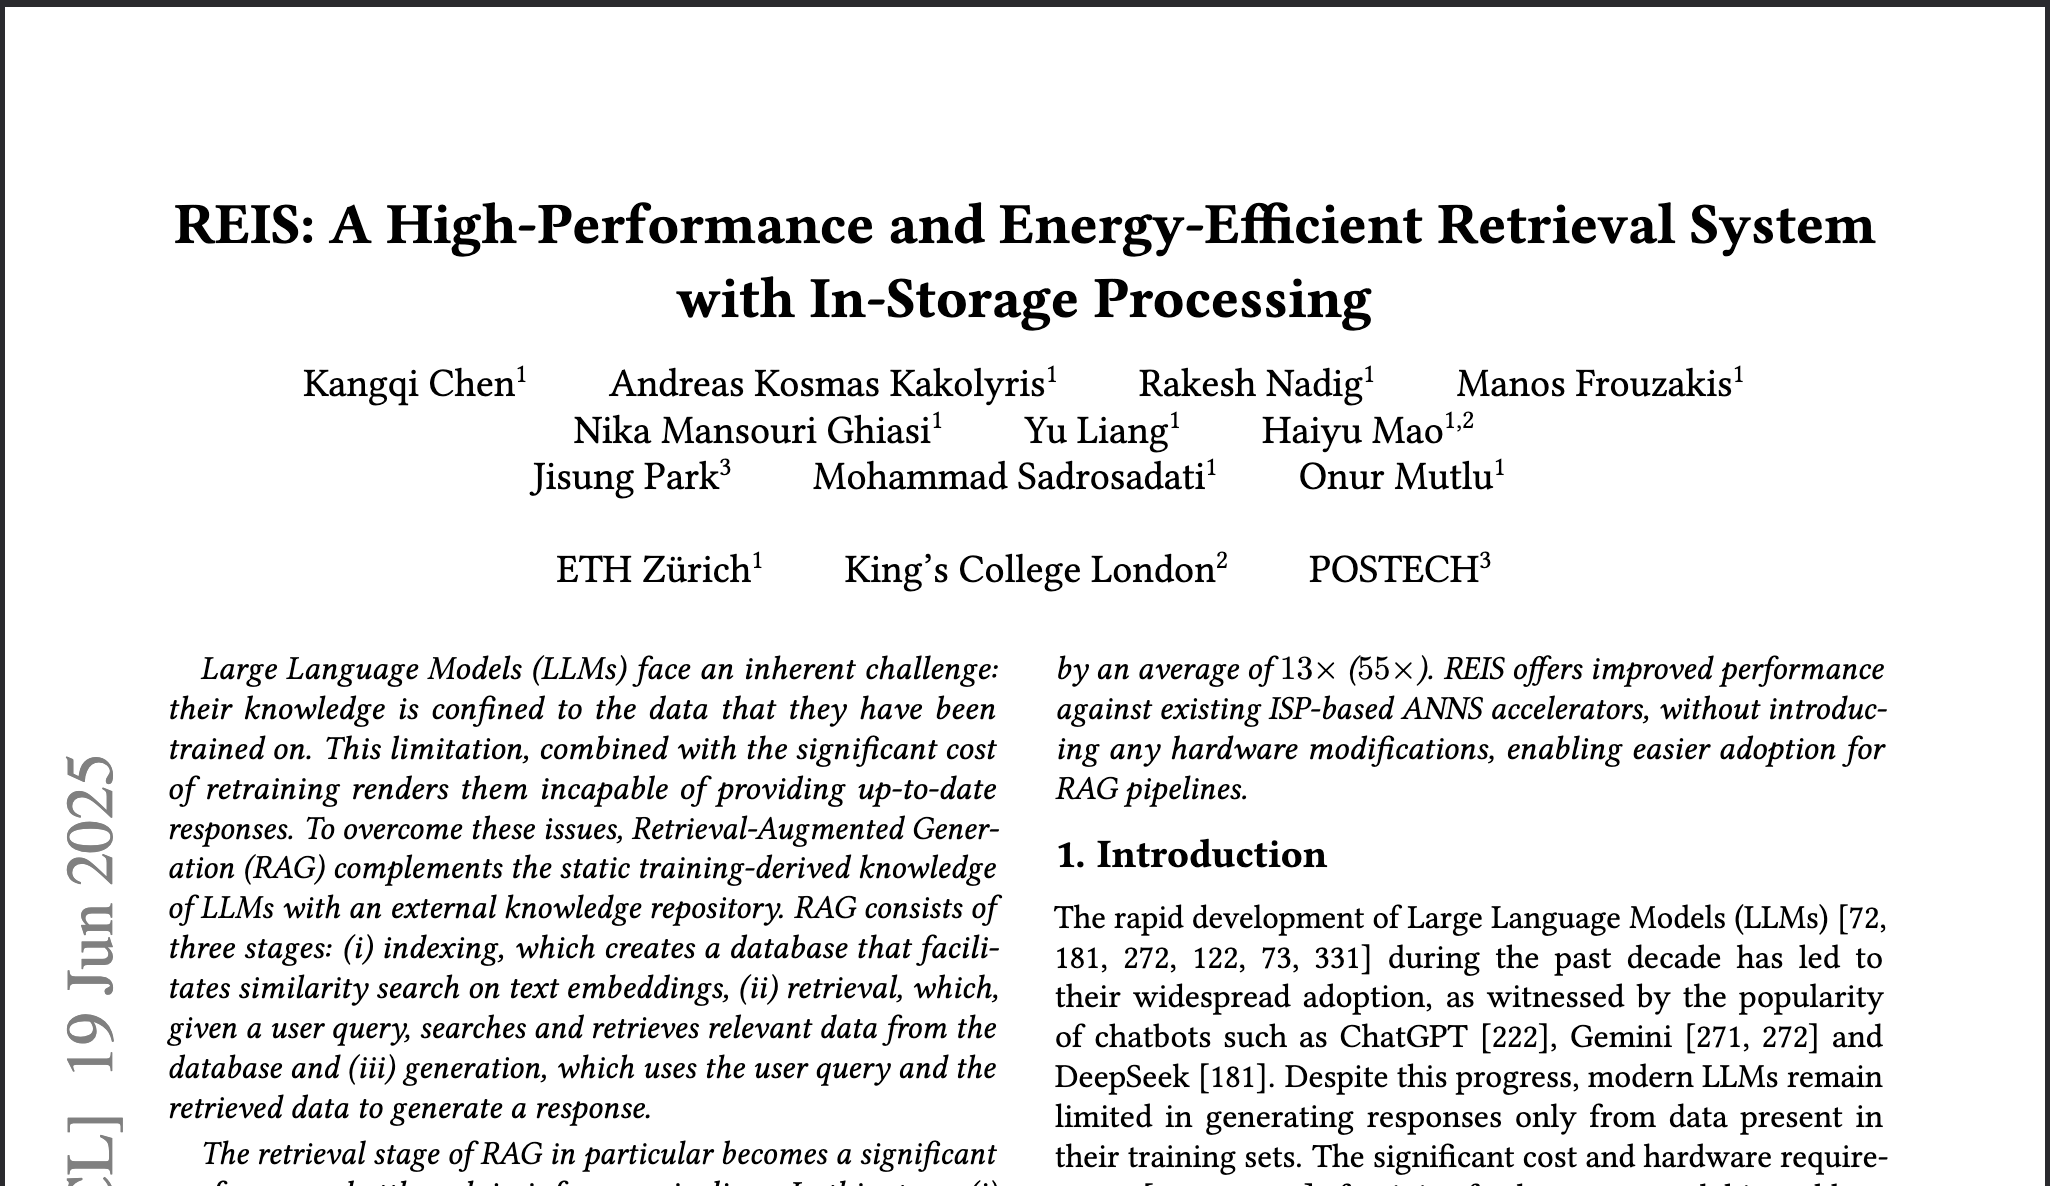 REIS: A High-Performance and Energy-Efficient Retrieval System
with In-Storage Processing
Kangqi Chen¹ Andreas Kosmas Kakolyris¹ Rakesh Nadig¹ Manos Frouzakis¹
Nika Mansouri Ghiasi¹ Yu Liang¹ Haiyu Mao¹,²
Jisung Park³ Mohammad Sadrosadati¹ Onur Mutlu¹
ETH Zürich¹ King's College London² POSTECH³
Large Language Models (LLMs) face an inherent challenge:
their knowledge is confined to the data that they have been
trained on. This limitation, combined with the significant cost
of retraining renders them incapable of providing up-to-date
responses. To overcome these issues, Retrieval-Augmented Gener-
ation (RAG) complements the static training-derived knowledge
of LLMs with an external knowledge repository. RAG consists of
three stages: (i) indexing, which creates a database that facili-
tates similarity search on text embeddings, (ii) retrieval, which,
given a user query, searches and retrieves relevant data from the
database and (iii) generation, which uses the user query and the
retrieved data to generate a response.
The retrieval stage of RAG in particular becomes a significant
by an average of 13× (55×). REIS offers improved performance
against existing ISP-based ANNS accelerators, without introduc-
ing any hardware modifications, enabling easier adoption for
RAG pipelines.
1. Introduction
The rapid development of Large Language Models (LLMs) [72,
181, 272, 122, 73, 331] during the past decade has led to
their widespread adoption, as witnessed by the popularity
of chatbots such as ChatGPT [222], Gemini [271, 272] and
DeepSeek [181]. Despite this progress, modern LLMs remain
limited in generating responses only from data present in
their training sets. The significant cost and hardware require-
CL] 19 Jun 2025